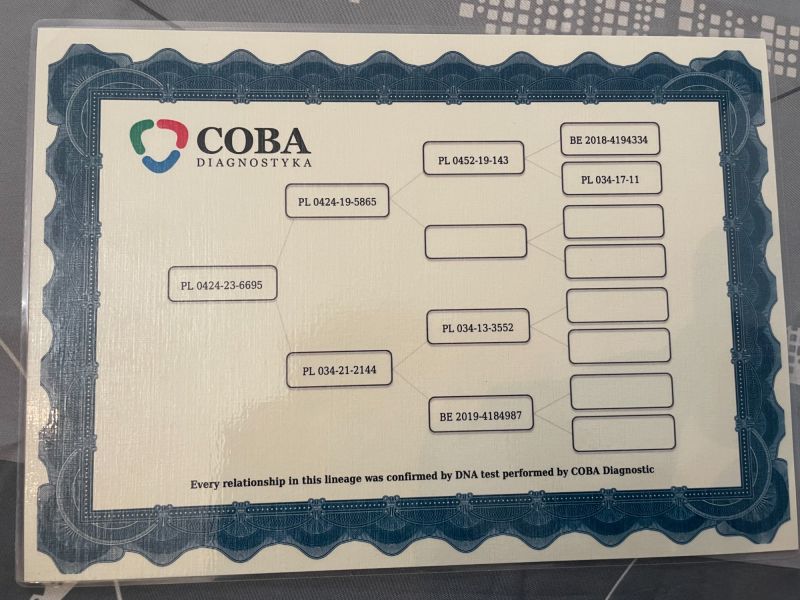 COBA
DIAGNOSTYKA
BE 2018-4194334
PL 0452-19-143
PL 034-17-11
PL 0424-19-5865
PL 0424-23-6695
PL 034-13-3552
PL 034-21-2144
BE 2019-4184987
Every relationship in this lineage was confirmed by DNA test performed by COBA Diagnostic